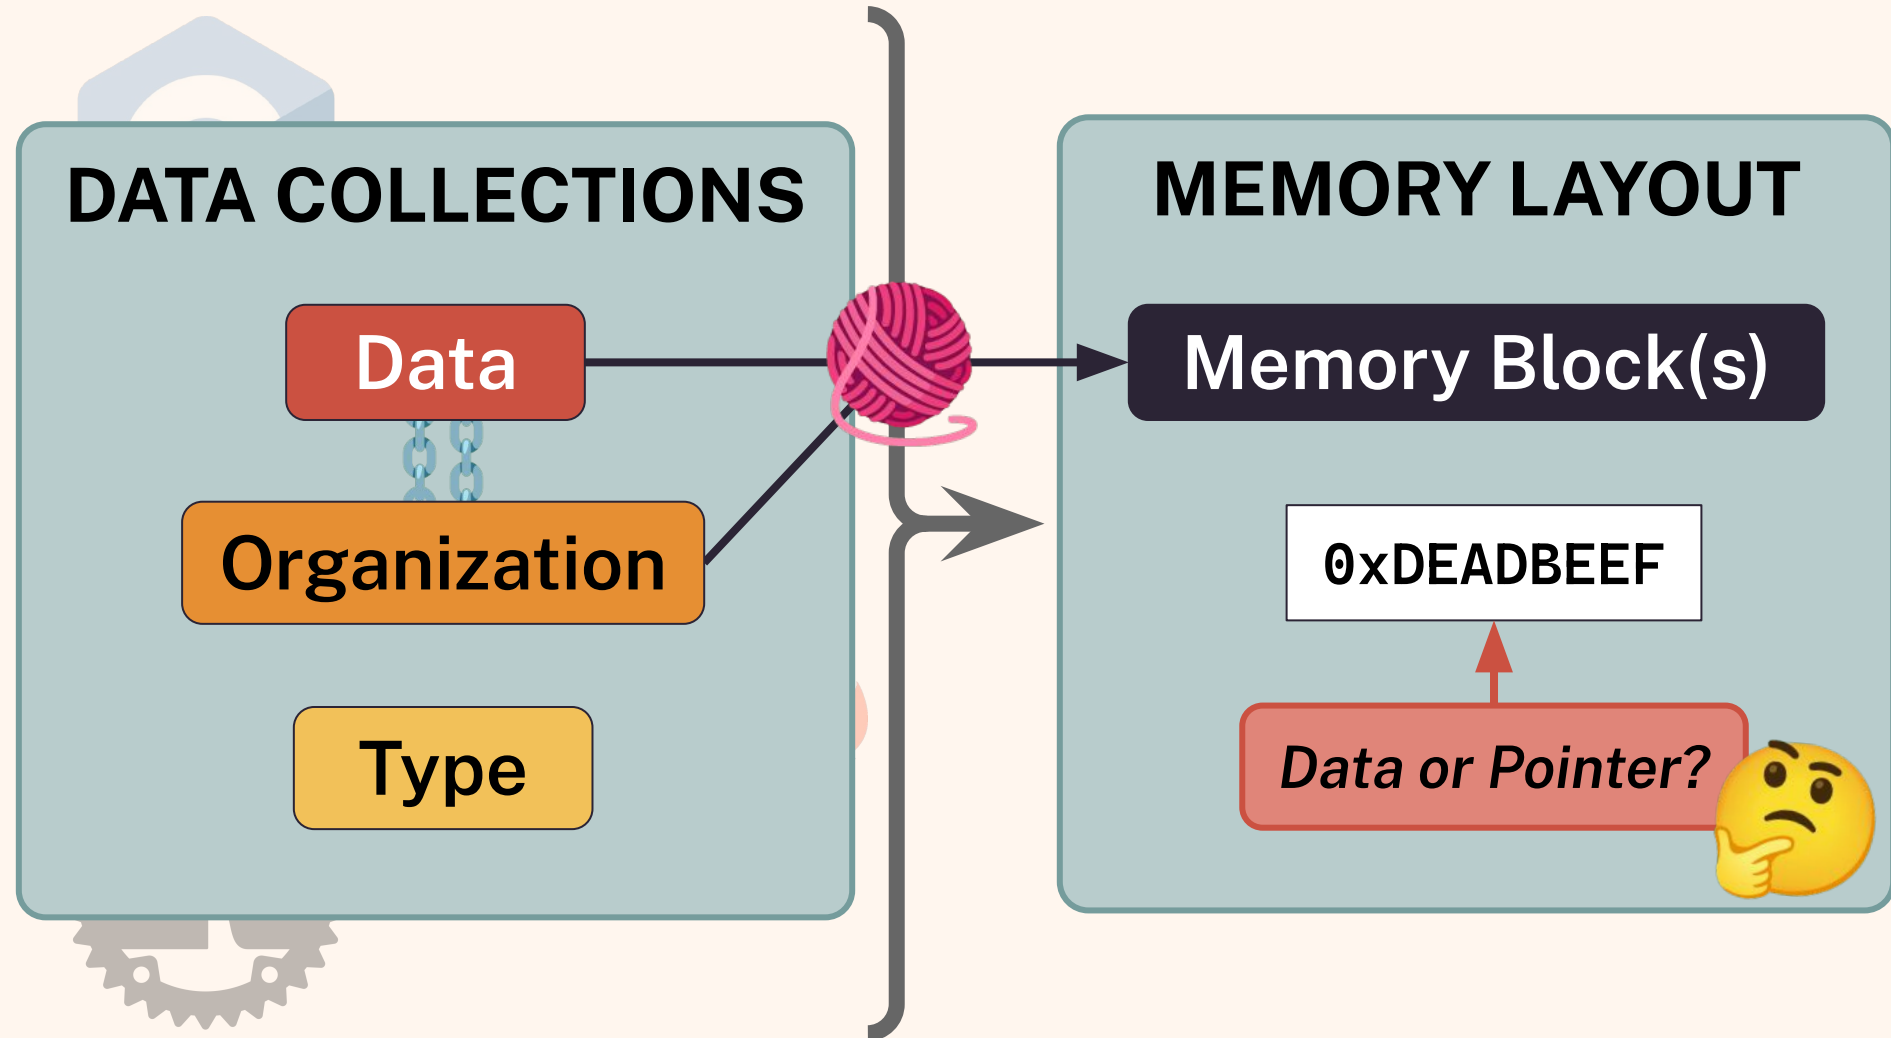 DATA COLLECTIONS
Data
Organization
Type
MEMORY LAYOUT
Memory Block(s)
0xDEADBEEF
Data or Pointer?